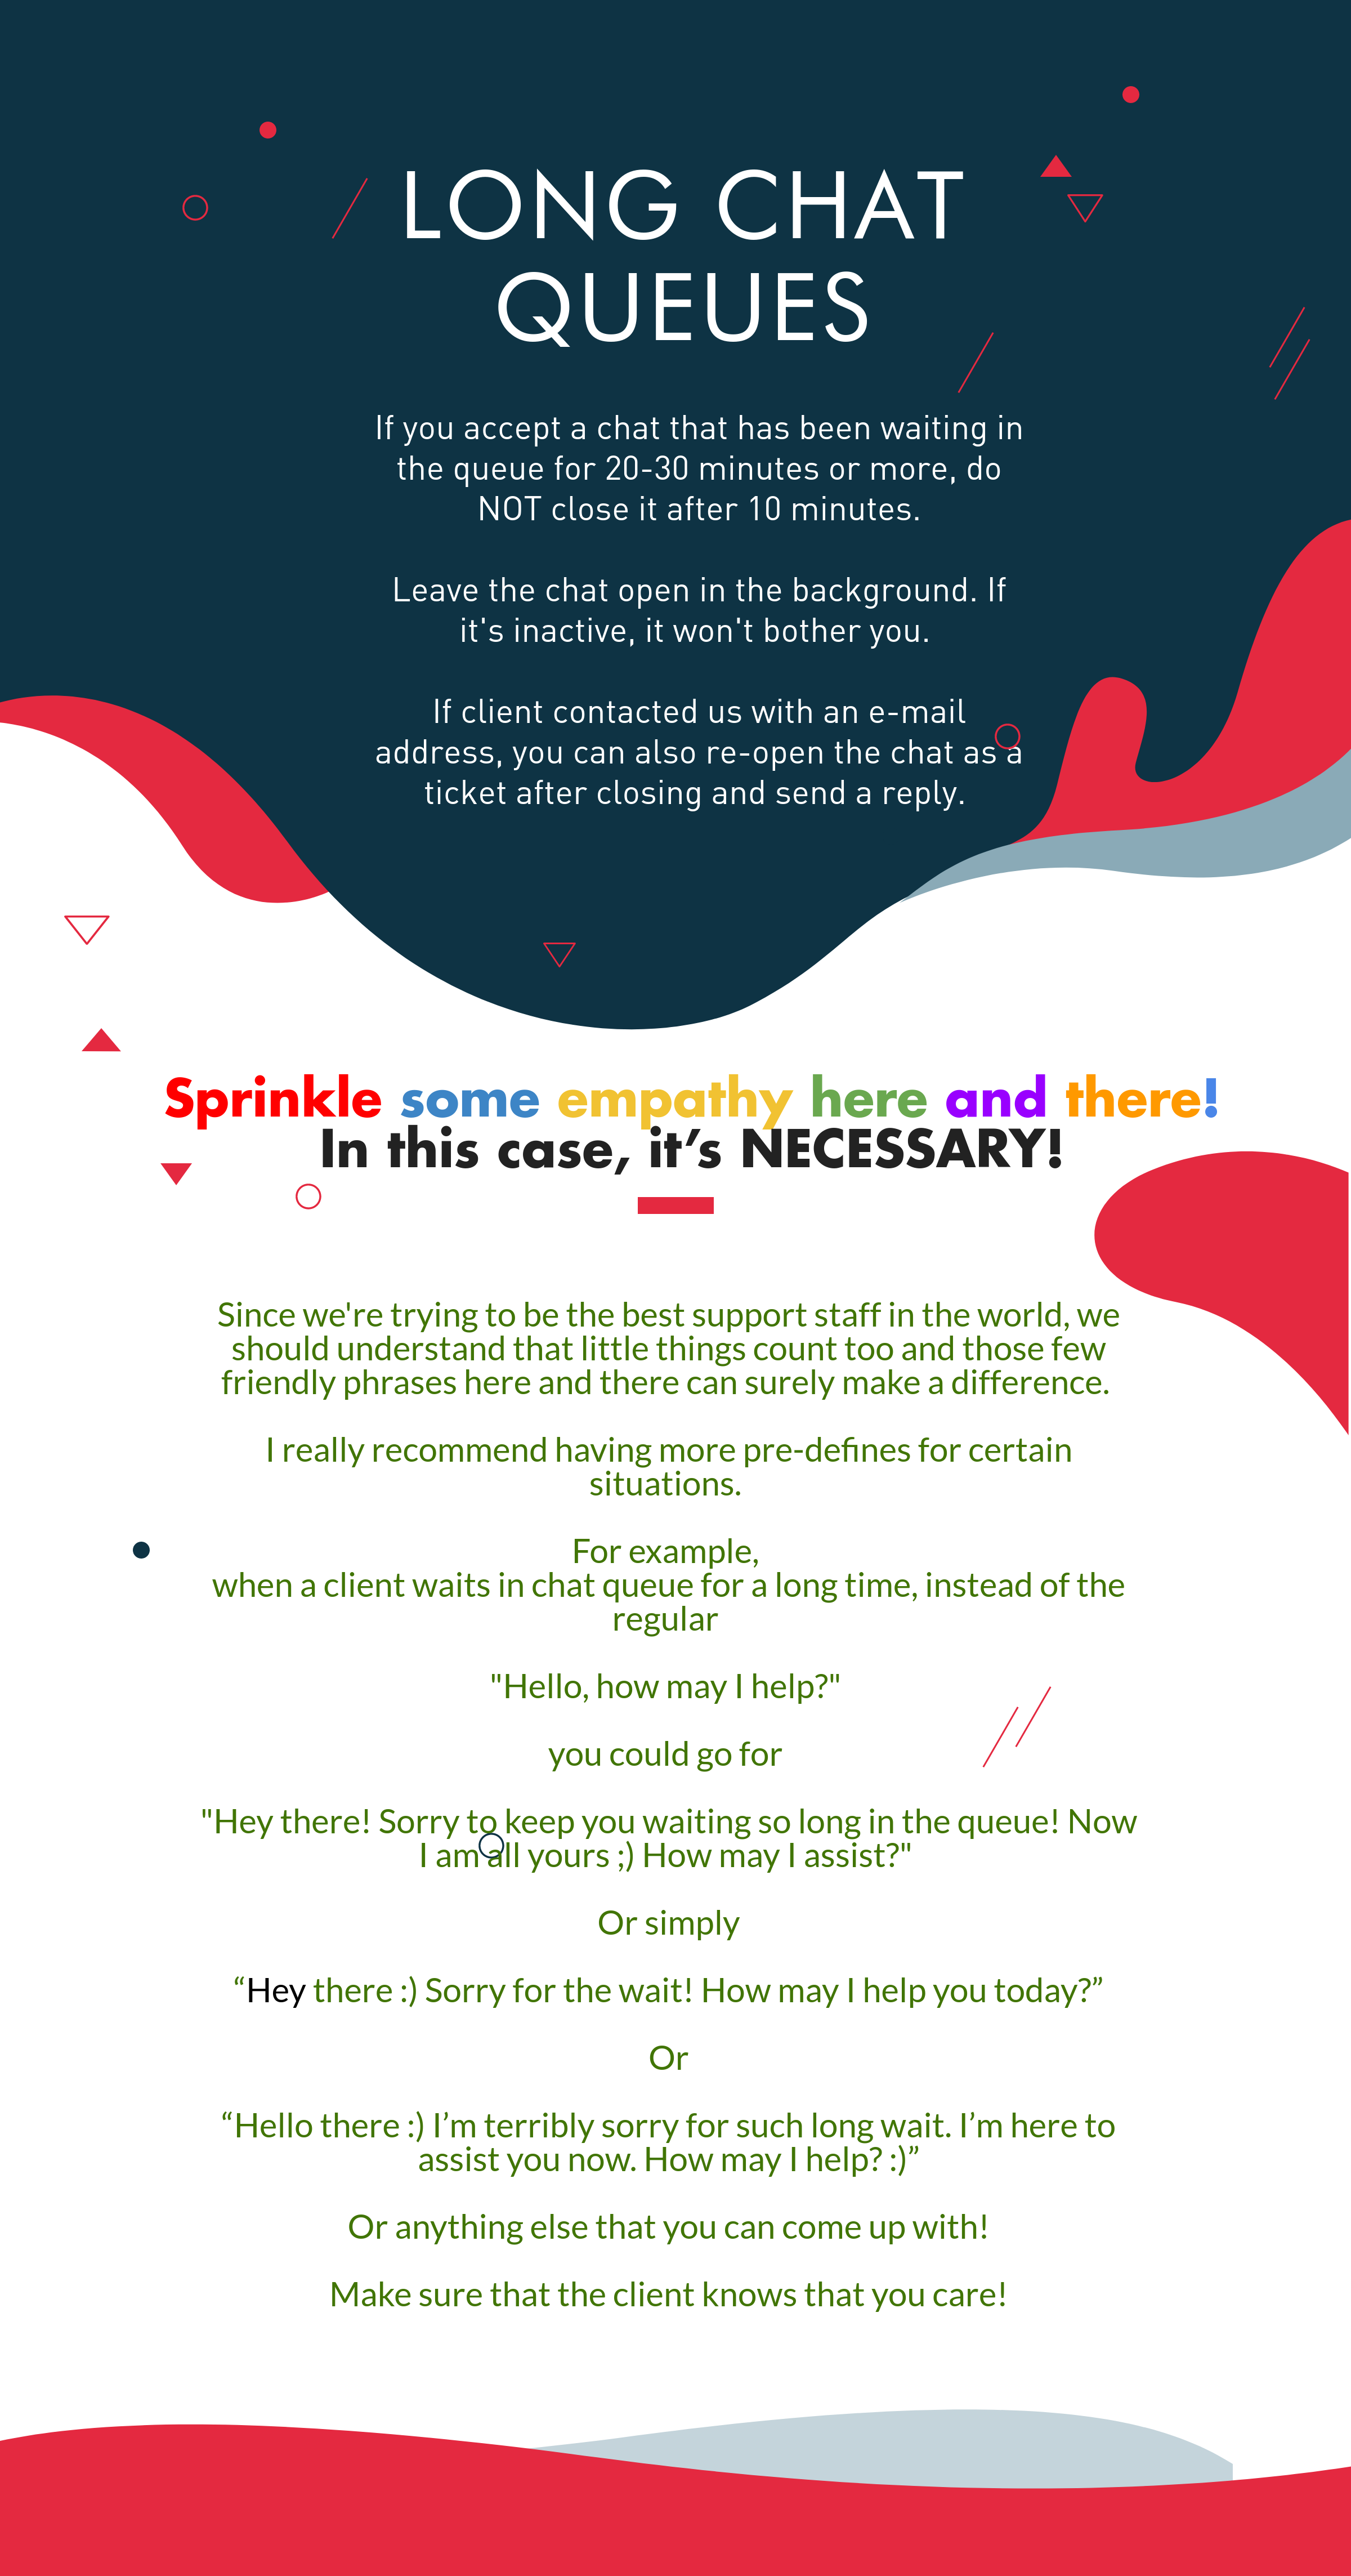 LONG CHAT
QUEUES
If you accept a chat that has been waiting in
the queue for 20-30 minutes or more, do
NOT close it after 10 minutes.
Leave the chat open in the background. If
it's inactive, it won't bother you.
If client contacted us with an e-mail
address, you can also re-open the chat as a
ticket after closing and send a reply.
Sprinkle some empathy here and there!
In this case, it’s NECESSARY!
Since we're trying to be the best support staff in the world, we
should understand that little things count too and those few
friendly phrases here and there can surely make a difference.
I really recommend having more pre-defines for certain
situations.
For example,
when a client waits in chat queue for a long time, instead of the
regular
"Hello, how may I help?"
you could go for
"Hey there! Sorry to keep you waiting so long in the queue! Now
I am all yours ;) How may I assist?"
Or simply
“Hey there :) Sorry for the wait! How may I help you today?”
Or
“Hello there :) I’m terribly sorry for such long wait. I’m here to
assist you now. How may I help? :)”
Or anything else that you can come up with!
Make sure that the client knows that you care!